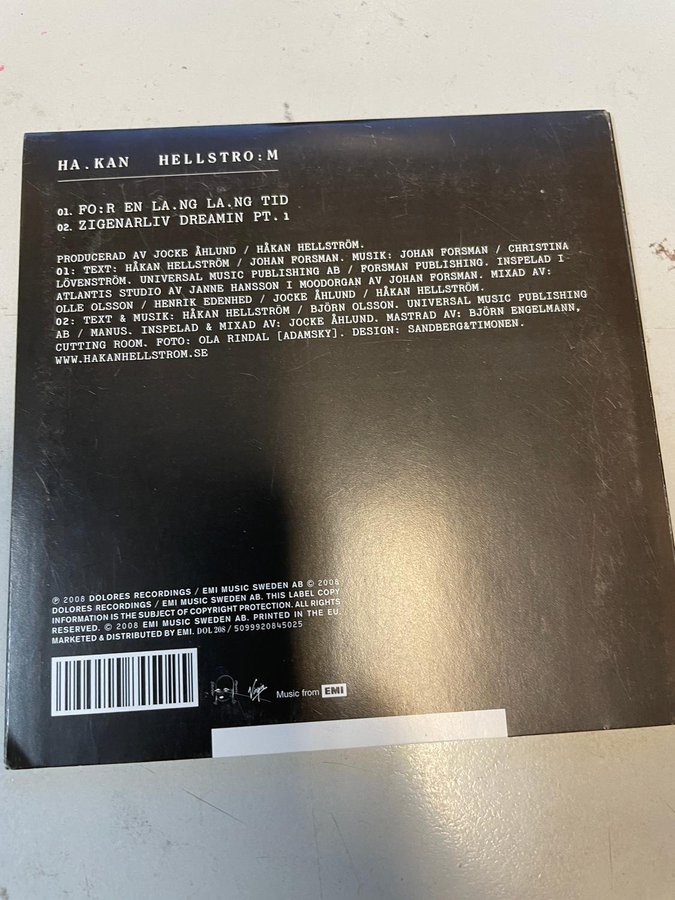 HA.KAN HELLSTRO:M
01. FO:R EN LA.NG LA.NG TID
02. ZIGENARLIV DREAMIN PT. 1
PRODUCERAD AV JOCKE ÅHLUND / HÅKAN HELLSTRÖM.
01: TEXT: HÅKAN HELLSTRÖM / JOHAN FORSMAN. MUSIK: JOHAN FORSMAN / CHRISTINA
LÖVENSTRÖM. UNIVERSAL MUSIC PUBLISHING AB / FORSMAN PUBLISHING. INSPELAD I
ATLANTIS STUDIO AV JANNE HANSSON I MOODORGAN AV JOHAN FORSMAN. MIXAD AV:
OLLE OLSSON / HENRIK EDENHED / JOCKE ÅHLUND / HÅKAN HELLSTRÖM.
02: TEXT & MUSIK: HÅKAN HELLSTRÖM / BJÖRN OLSSON. UNIVERSAL MUSIC PUBLISHING
AB / MANUS. INSPELAD & MIXAD AV: JOCKE ÅHLUND. MASTRAD AV: BJÖRN ENGELMANN,
CUTTING ROOM. FOTO: OLA RINDAL [ADAMSKY]. DESIGN: SANDBERG&TIMONEN.
WWW.HAKANHELLSTROM.SE
℗ 2008 DOLORES RECORDINGS / EMI MUSIC SWEDEN AB © 2008
DOLORES RECORDINGS / EMI MUSIC SWEDEN AB. THIS LABEL COPY
INFORMATION IS THE SUBJECT OF COPYRIGHT PROTECTION. ALL RIGHTS
RESERVED. © 2008 EMI MUSIC SWEDEN AB. PRINTED IN THE EU.
MARKETED & DISTRIBUTED BY EMI. DOL 208 / 5099920845025
Virgin Music from EMI